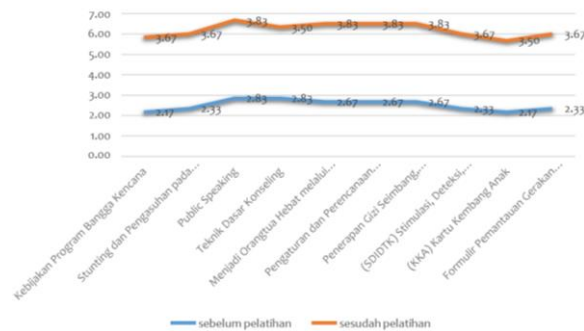 7.00
6.00
5.00
4.00
3.00
2.00
1.00
0.00
3.67 3.67 3.83 3.50 3.83 3.83 3.83 3.67 3.50 3.67
2.17 2.33 2.83 2.83 2.67 2.67 2.67 2.33 2.17 2.33
Kebijakan Program Bangga Kencana
Stunting dan Pengasuhan pada...
Public Speaking
Teknik Dasar Konseling
Menjadi Orangtua Hebat melalui...
Pengaturan dan Perencanaan...
Penerapan Gizi Seimbang,...
(SDIDTK) Stimulasi, Deteksi,...
(KKA) Kartu Kembang Anak
Formulir Pemantauan Gerakan...
sebelum pelatihan sesudah pelatihan